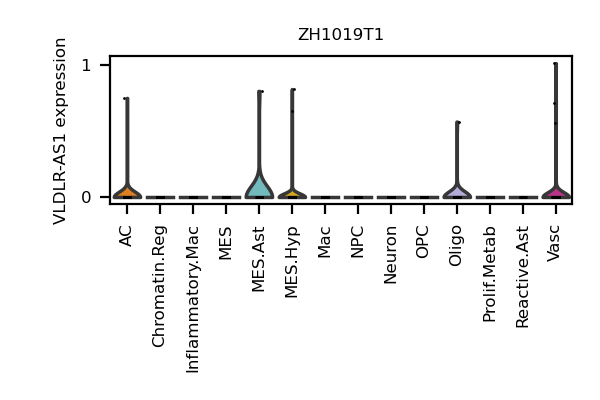 ZH1019T1
VLDLR-AS1 expression
1
0
AC
Chromatin.Reg
Inflammatory.Mac
MES
MES.Ast
MES.Hyp
Mac
NPC
Neuron
OPC
Oligo
Prolif.Metab
Reactive.Ast
Vasc